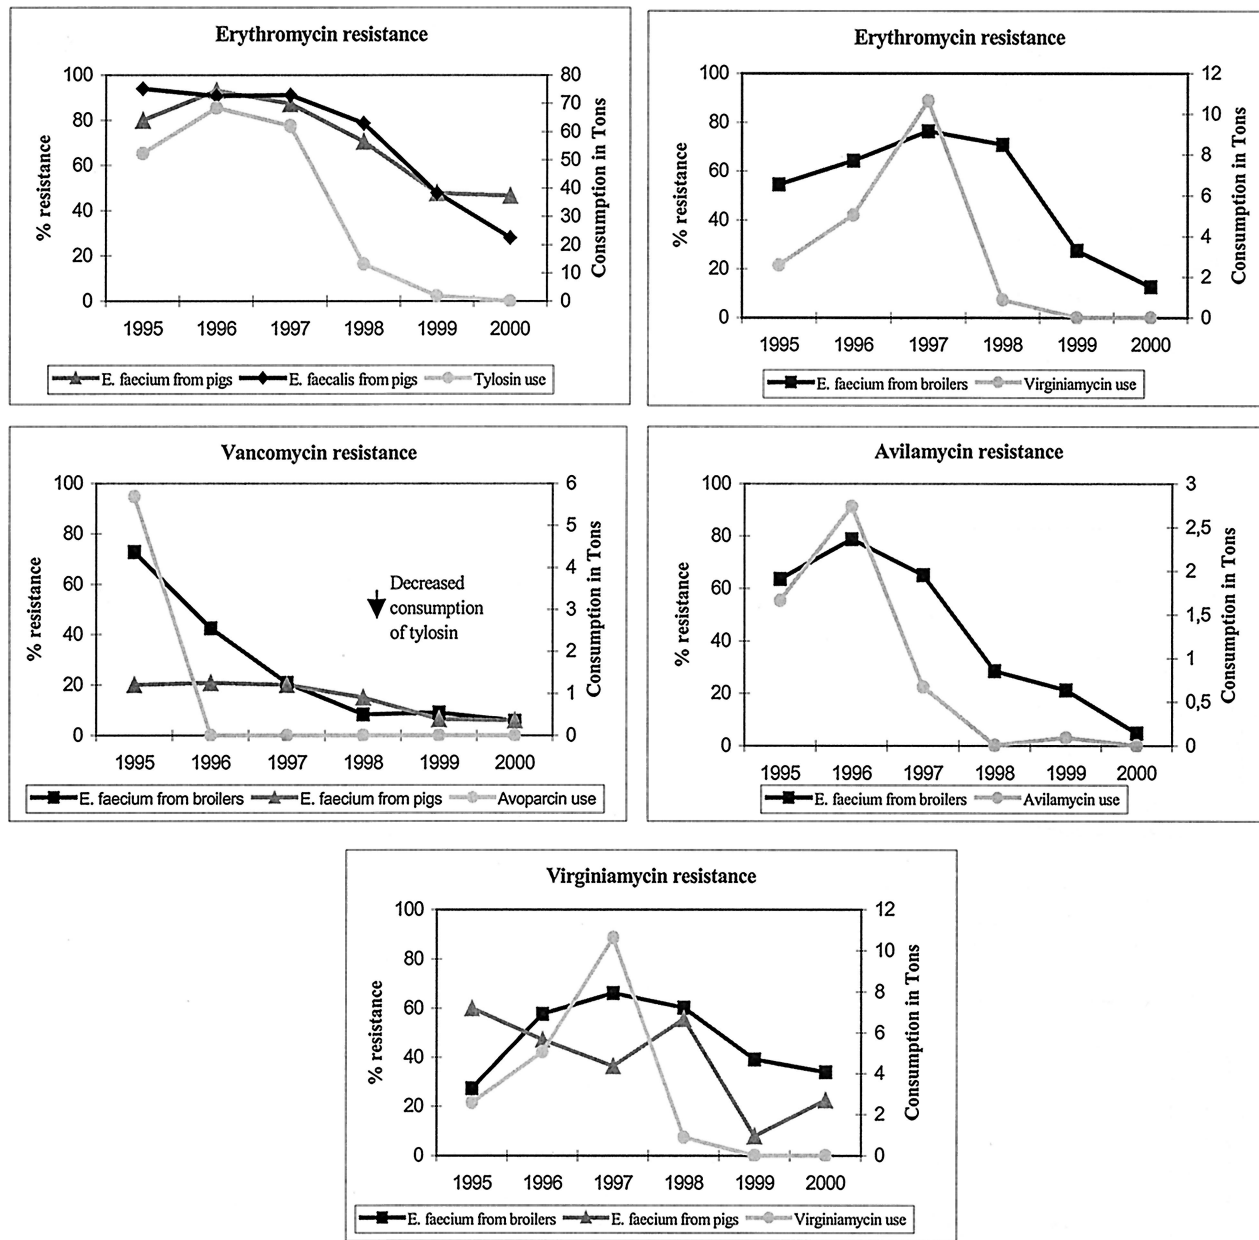 Erythromycin resistance
% resistance
100
80
60
40
20
0
Consumption in Tons
80
70
60
50
40
30
20
10
0
1995 1996 1997 1998 1999 2000
E. faecium from pigs E. faecalis from pigs Tylosin use
Erythromycin resistance
% resistance
100
80
60
40
20
0
Consumption in Tons
12
10
8
6
4
2
0
1995 1996 1997 1998 1999 2000
E. faecium from broilers Virginiamycin use
Vancomycin resistance
% resistance
100
80
60
40
20
0
Decreased
consumption
of tylosin
Consumption in Tons
6
5
4
3
2
1
0
1995 1996 1997 1998 1999 2000
E. faecium from broilers E. faecium from pigs Avoparcin use
Avilamycin resistance
% resistance
100
80
60
40
20
0
Consumption in Tons
3
2,5
2
1,5
1
0,5
0
1995 1996 1997 1998 1999 2000
E. faecium from broilers Avilamycin use
Virginiamycin resistance
% resistance
100
80
60
40
20
0
Consumption in Tons
12
10
8
6
4
2
0
1995 1996 1997 1998 1999 2000
E. faecium from broilers E. faecium from pigs Virginiamycin use